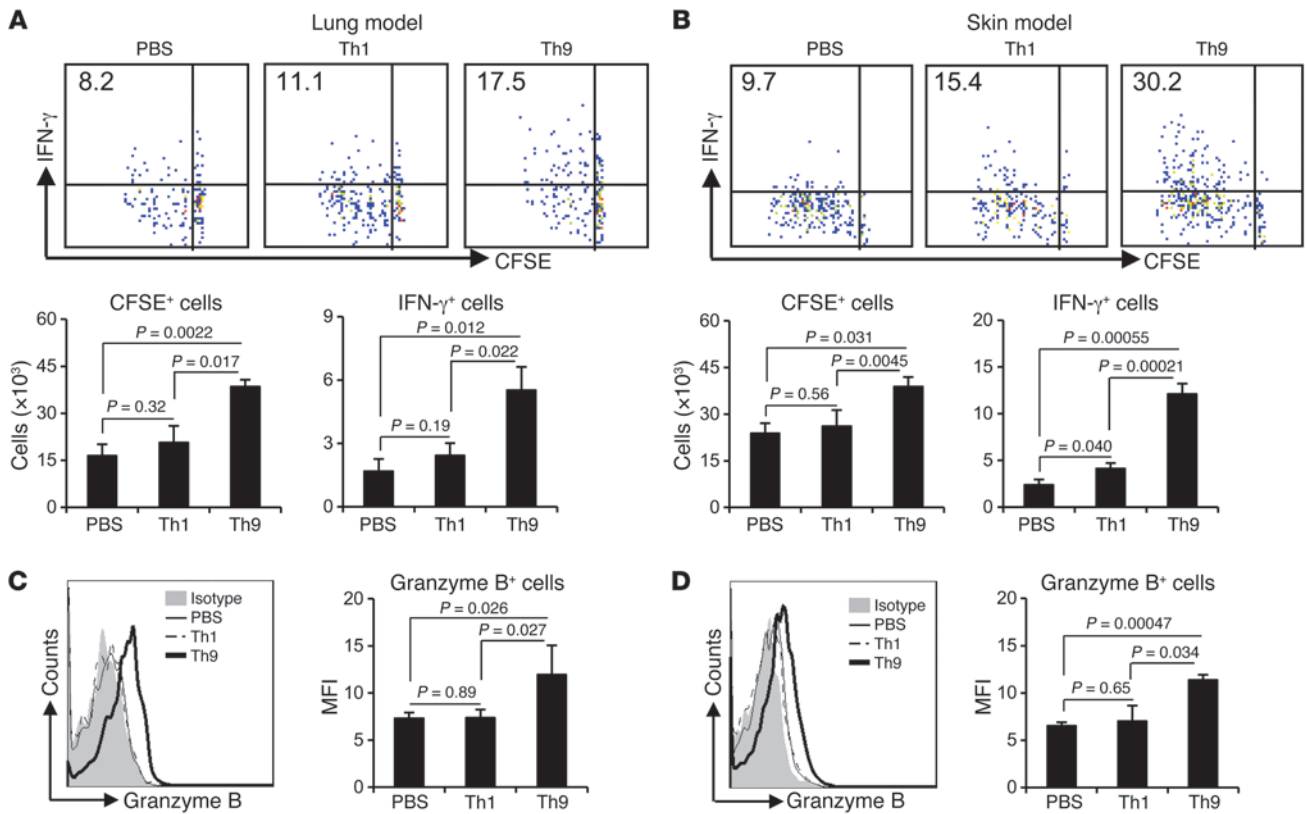 A
Lung model
PBS
Th1
Th9
8.2
11.1
17.5
IFN-γ
CFSE
CFSE⁺ cells
Cells (×10³)
60
45
30
15
0
P = 0.0022
P = 0.017
P = 0.32
PBS
Th1
Th9
IFN-γ⁺ cells
9
6
3
0
P = 0.012
P = 0.022
P = 0.19
PBS
Th1
Th9
B
Skin model
PBS
Th1
Th9
9.7
15.4
30.2
IFN-γ
CFSE
CFSE⁺ cells
Cells (×10³)
60
45
30
15
0
P = 0.031
P = 0.0045
P = 0.56
PBS
Th1
Th9
IFN-γ⁺ cells
20
15
10
5
0
P = 0.00055
P = 0.00021
P = 0.040
PBS
Th1
Th9
C
Isotype
PBS
Th1
Th9
Counts
Granzyme B
Granzyme B⁺ cells
MFI
20
15
10
5
0
P = 0.026
P = 0.027
P = 0.89
PBS
Th1
Th9
D
Isotype
PBS
Th1
Th9
Counts
Granzyme B
Granzyme B⁺ cells
MFI
20
15
10
5
0
P = 0.00047
P = 0.034
P = 0.65
PBS
Th1
Th9